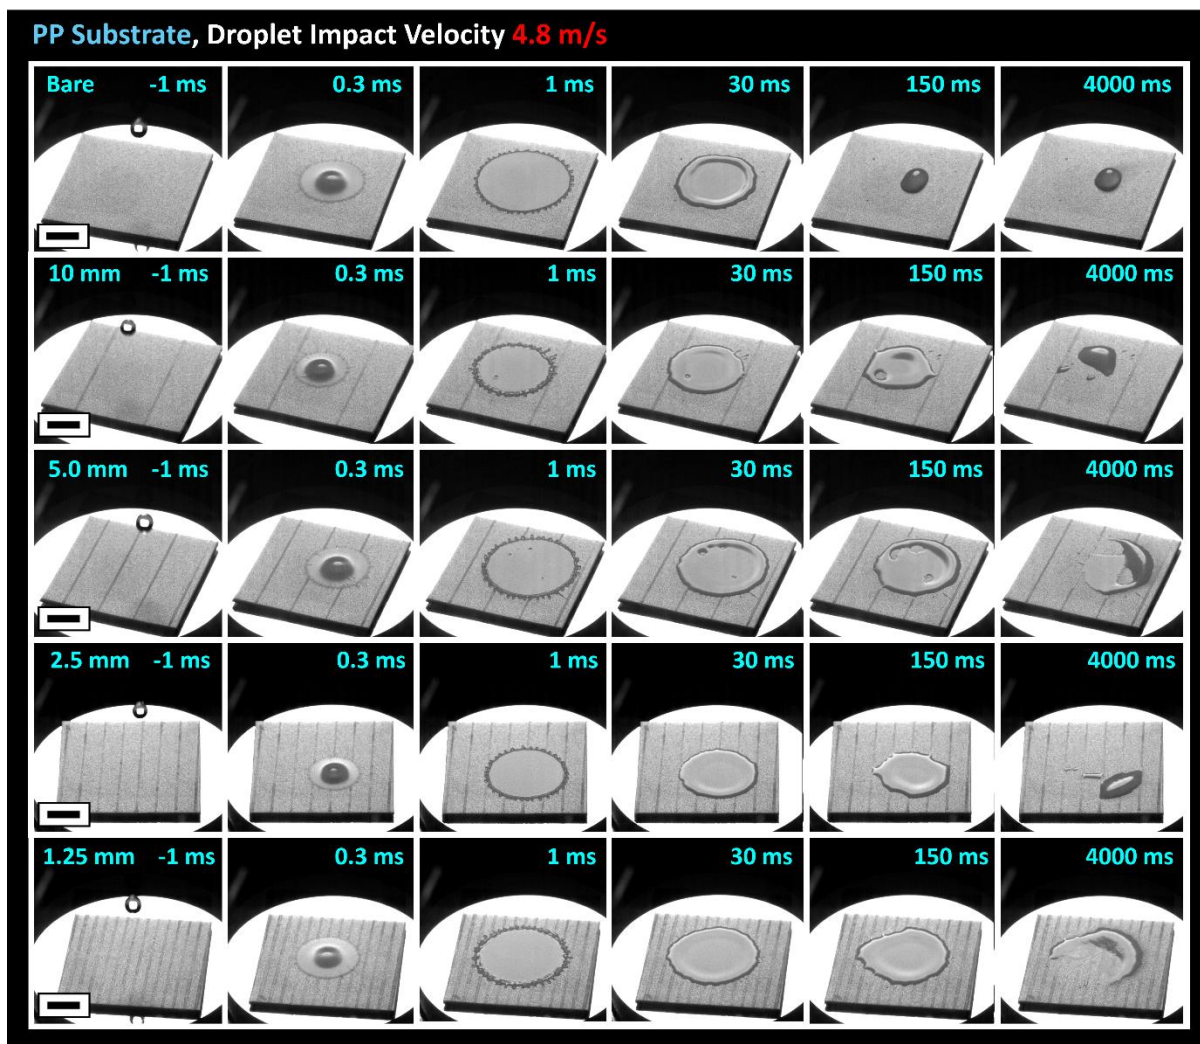 PP Substrate, Droplet Impact Velocity 4.8 m/s
Bare -1 ms 0.3 ms 1 ms 30 ms 150 ms 4000 ms
10 mm -1 ms 0.3 ms 1 ms 30 ms 150 ms 4000 ms
5.0 mm -1 ms 0.3 ms 1 ms 30 ms 150 ms 4000 ms
2.5 mm -1 ms 0.3 ms 1 ms 30 ms 150 ms 4000 ms
1.25 mm -1 ms 0.3 ms 1 ms 30 ms 150 ms 4000 ms